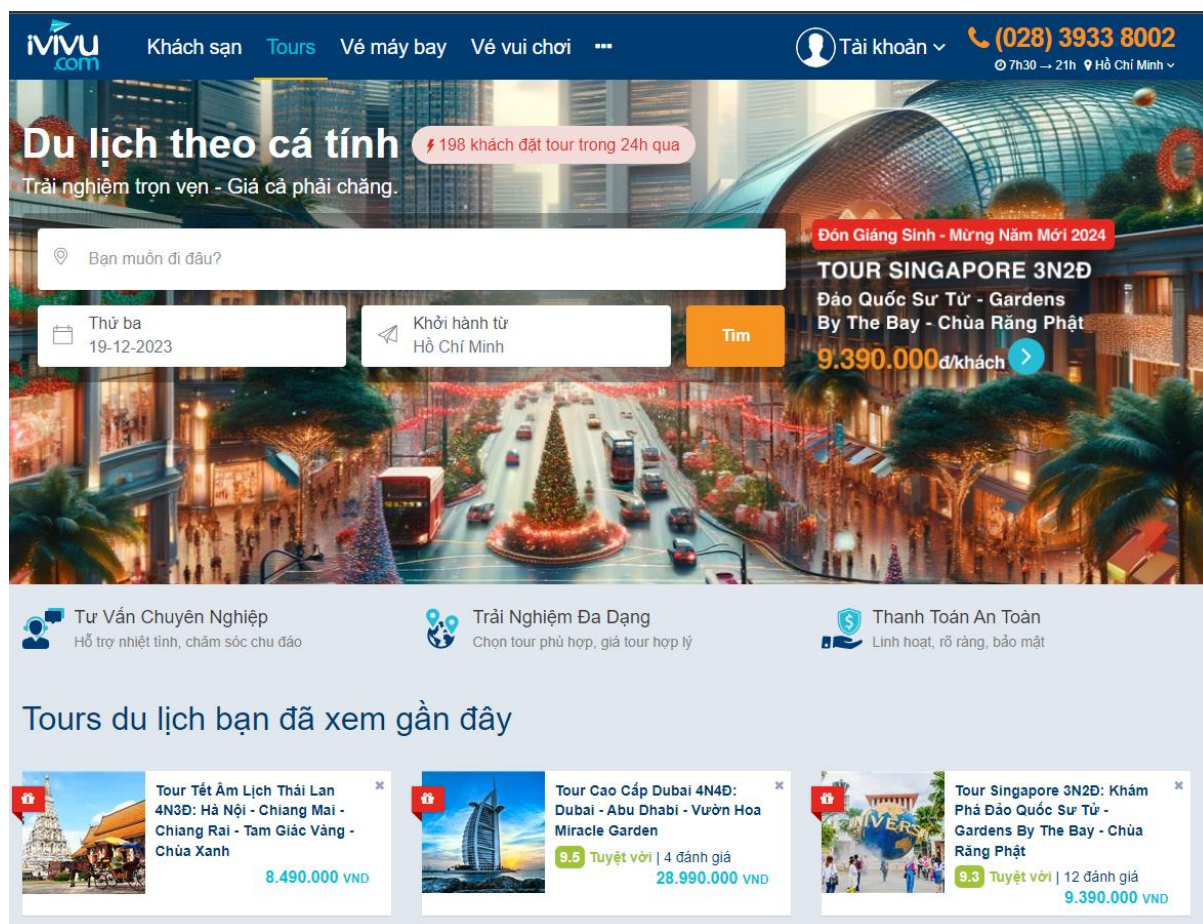 iVIVU
.com
Khách sạn
Tours
Vé máy bay
Vé vui chơi
Tài khoản
(028) 3933 8002
7h30 → 21h Hồ Chí Minh
Du lịch theo cá tính
198 khách đặt tour trong 24h qua
Trải nghiệm trọn vẹn - Giá cả phải chăng.
Bạn muốn đi đâu?
Thứ ba
19-12-2023
Khởi hành từ
Hồ Chí Minh
Tìm
Đón Giáng Sinh - Mừng Năm Mới 2024
TOUR SINGAPORE 3N2Đ
Đảo Quốc Sư Tử - Gardens
By The Bay - Chùa Răng Phật
9.390.000đ/khách
Tư Vấn Chuyên Nghiệp
Hỗ trợ nhiệt tình, chăm sóc chu đáo
Trải Nghiệm Đa Dạng
Chọn tour phù hợp, giá tour hợp lý
Thanh Toán An Toàn
Linh hoạt, rõ ràng, bảo mật
Tours du lịch bạn đã xem gần đây
Tour Tết Âm Lịch Thái Lan
4N3Đ: Hà Nội - Chiang Mai -
Chiang Rai - Tam Giác Vàng -
Chùa Xanh
8.490.000 VND
Tour Cao Cấp Dubai 4N4Đ:
Dubai - Abu Dhabi - Vườn Hoa
Miracle Garden
9.5 Tuyệt vời | 4 đánh giá
28.990.000 VND
UNIVERS
Tour Singapore 3N2Đ: Khám
Phá Đảo Quốc Sư Tử -
Gardens By The Bay - Chùa
Răng Phật
9.3 Tuyệt vời | 12 đánh giá
9.390.000 VND